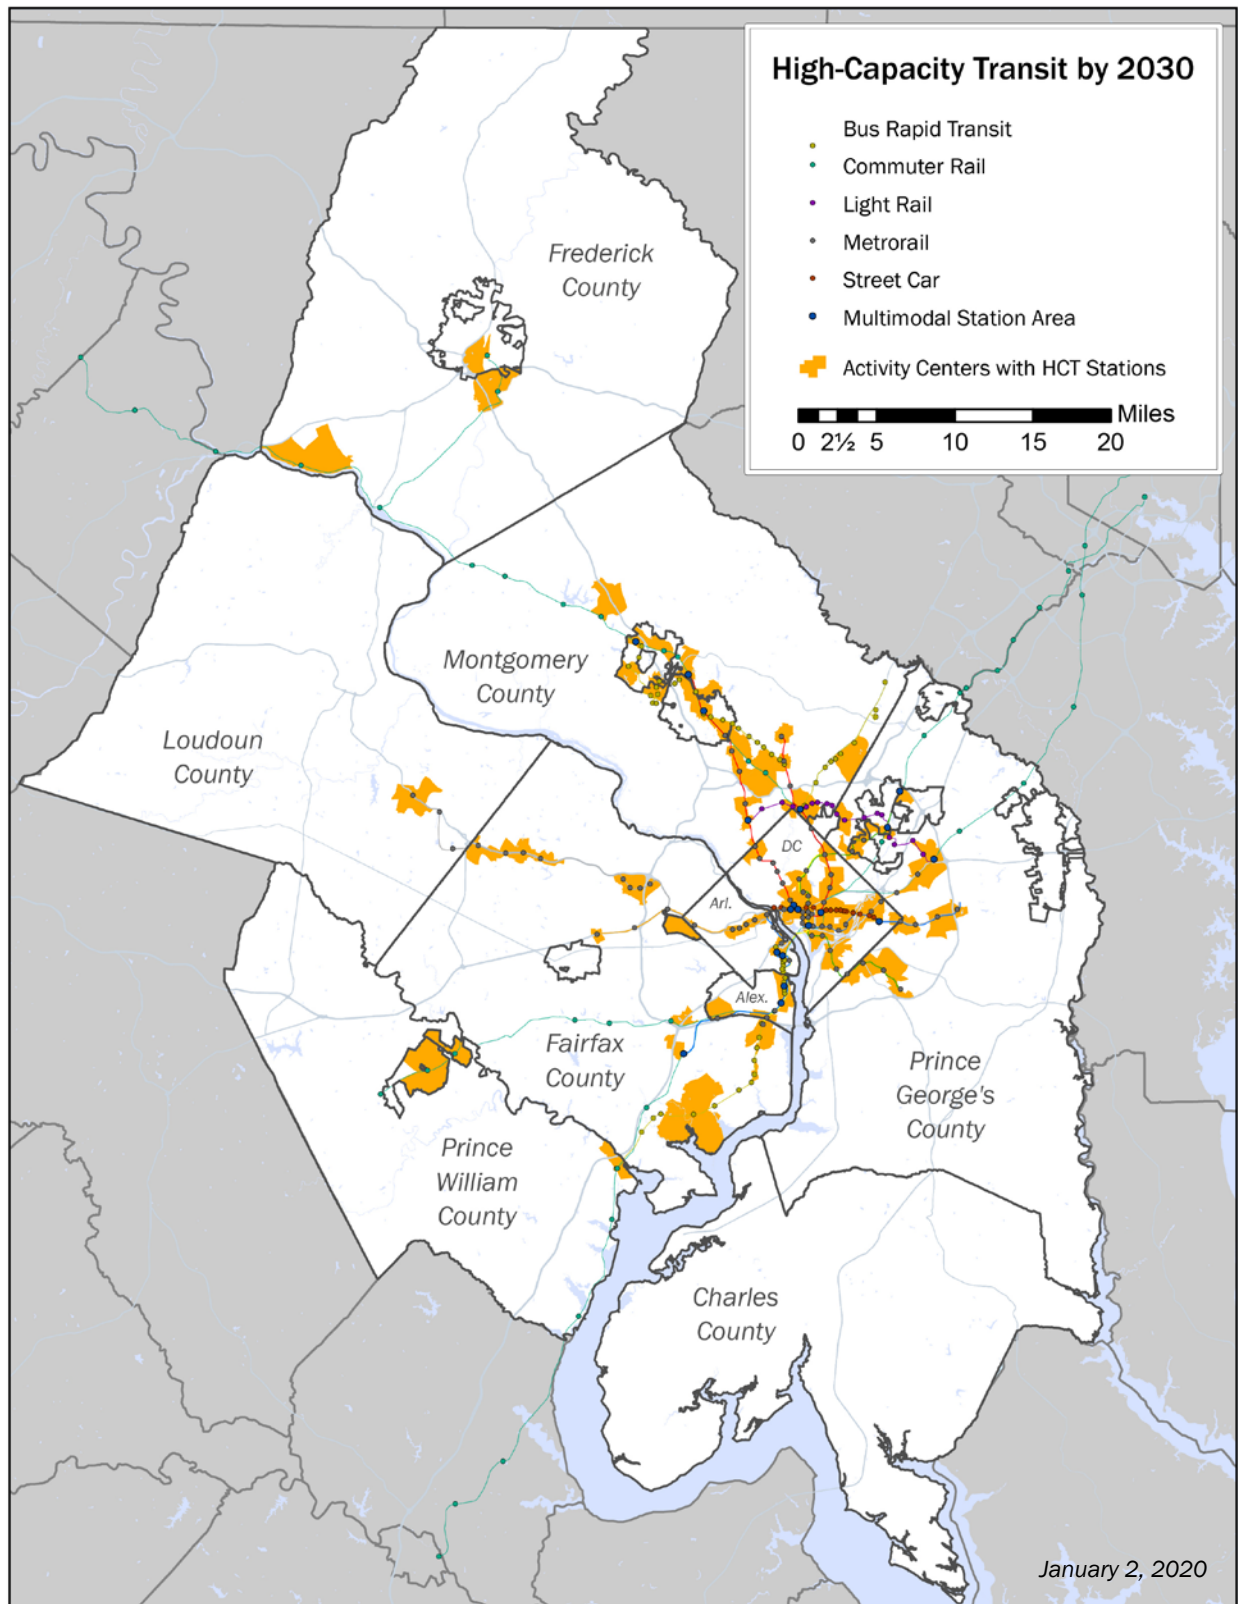 High-Capacity Transit by 2030
Bus Rapid Transit
Commuter Rail
Light Rail
Metrorail
Street Car
Multimodal Station Area
Activity Centers with HCT Stations
Miles
0 2½ 5 10 15 20
Frederick
County
Montgomery
County
Loudoun
County
DC
Arl.
Alex.
Fairfax
County
Prince
George's
County
Prince
William
County
Charles
County
January 2, 2020